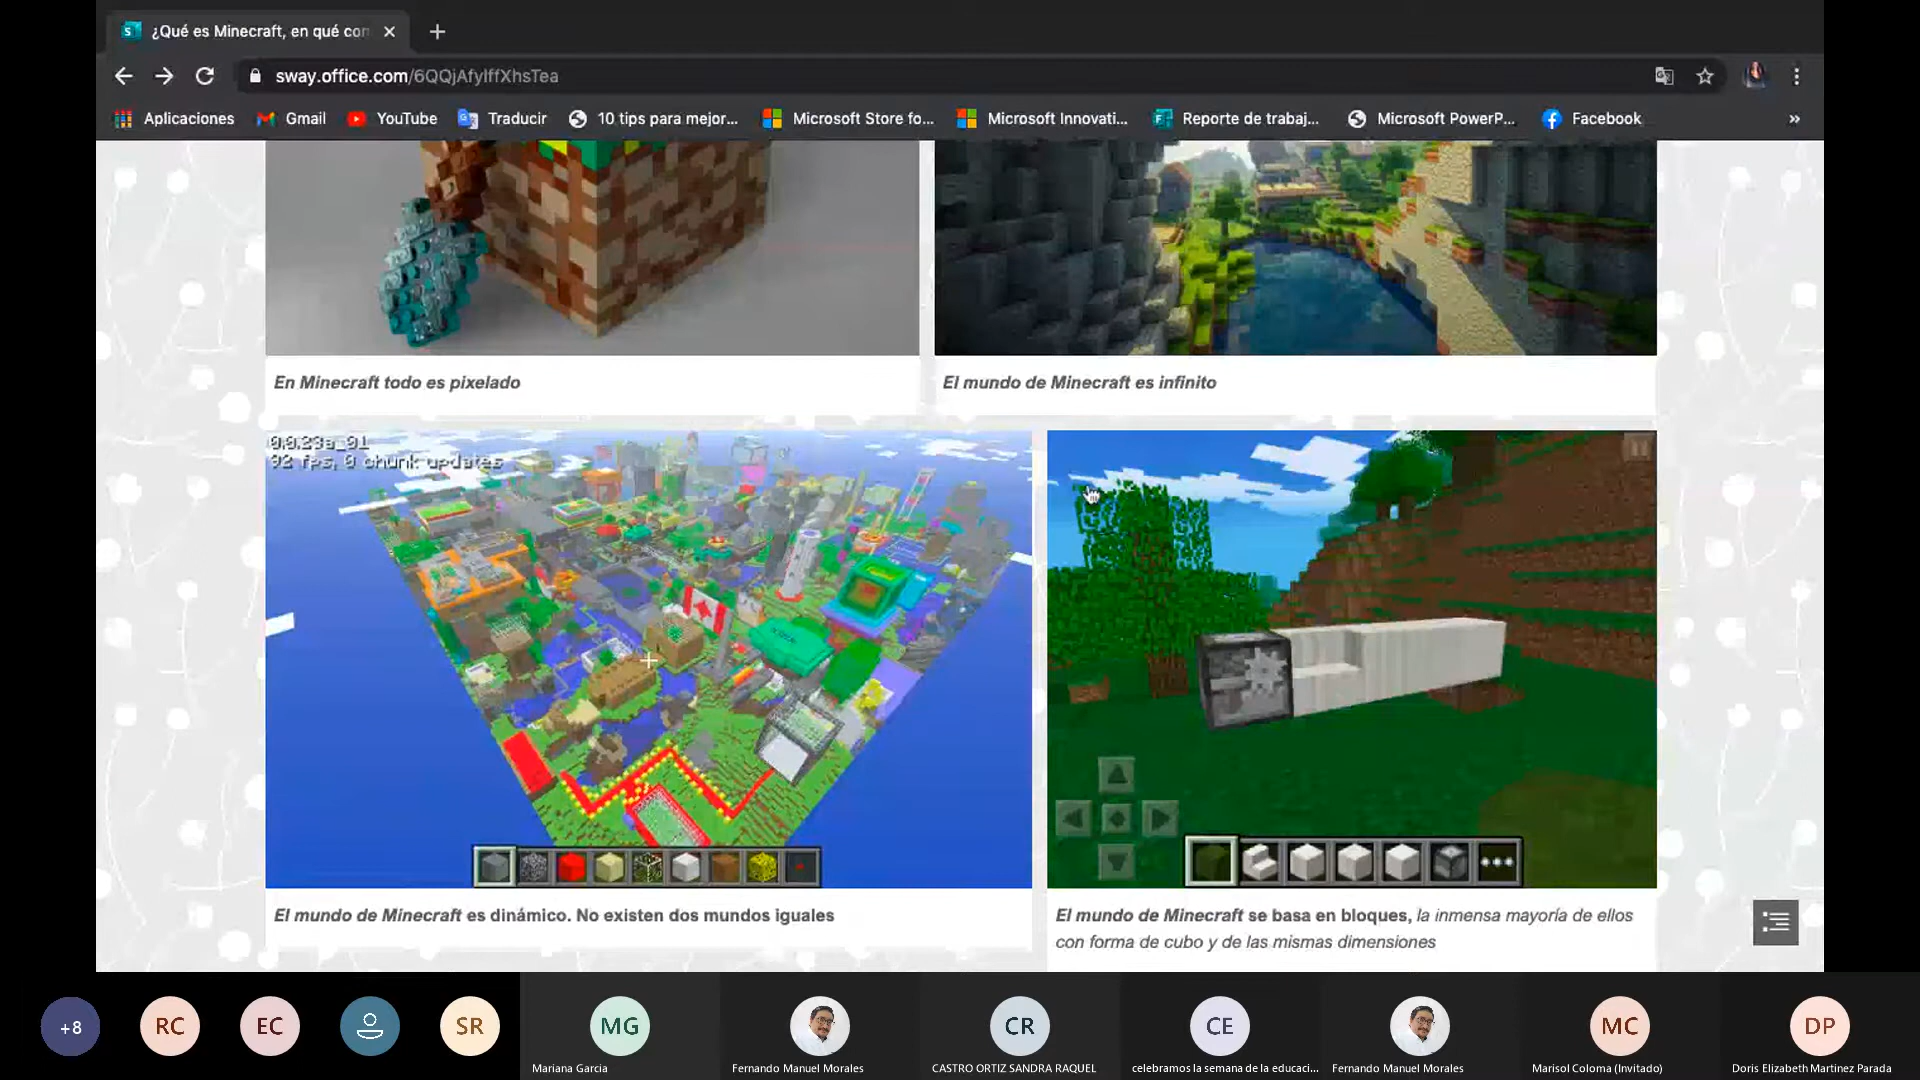 ¿Qué es Minecraft, en qué con
sway.office.com/6QQjAfyIffXhsTea
Aplicaciones Gmail YouTube Traducir 10 tips para mejor... Microsoft Store fo... Microsoft Innovati... Reporte de trabaj... Microsoft PowerP... Facebook »
En Minecraft todo es pixelado
El mundo de Minecraft es infinito
0.0.23a_01
92 fps, 0 chunk updates
El mundo de Minecraft es dinámico. No existen dos mundos iguales
El mundo de Minecraft se basa en bloques, la inmensa mayoría de ellos
con forma de cubo y de las mismas dimensiones
+8 RC EC SR MG CR CE MC DP
Mariana Garcia Fernando Manuel Morales CASTRO ORTIZ SANDRA RAQUEL celebramos la semana de la educaci... Fernando Manuel Morales Marisol Coloma (Invitado) Doris Elizabeth Martinez Parada